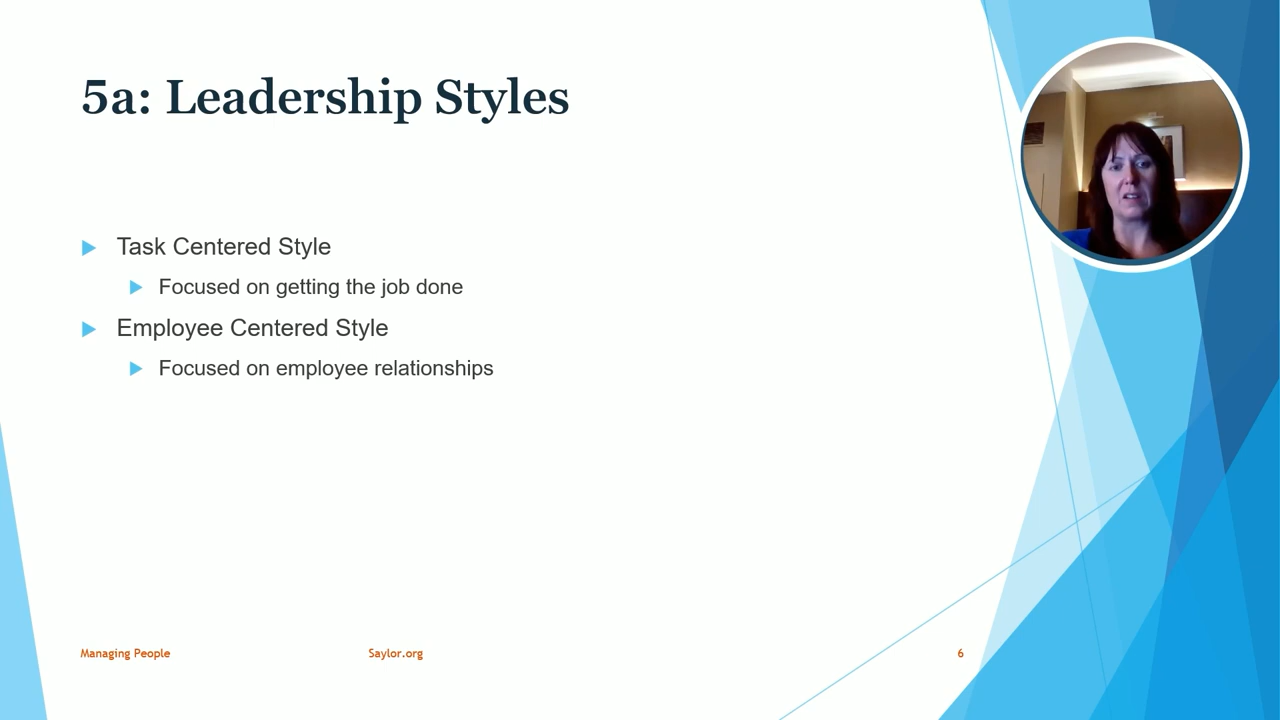 5a: Leadership Styles
Task Centered Style
Focused on getting the job done
Employee Centered Style
Focused on employee relationships
Managing People
Saylor.org
6